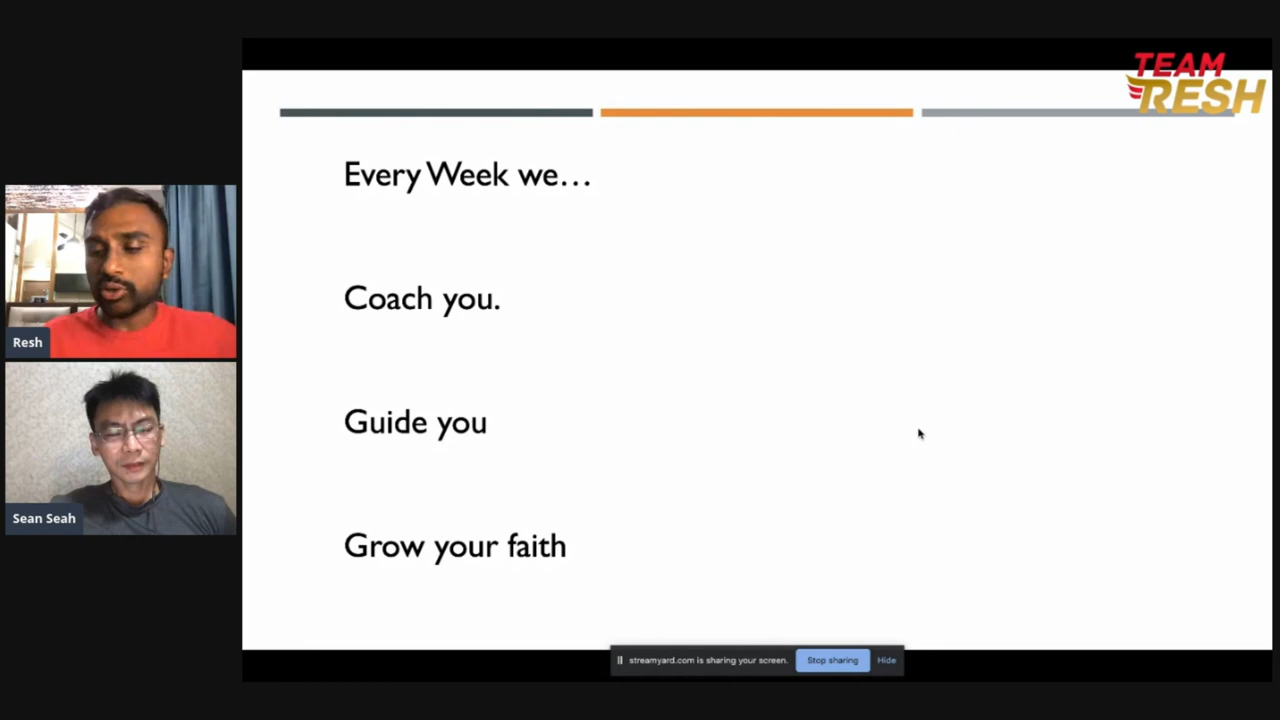 TEAM
RESH
Every Week we...
Coach you.
Guide you
Grow your faith
Resh
Sean Seah
streamyard.com is sharing your screen.
Stop sharing
Hide